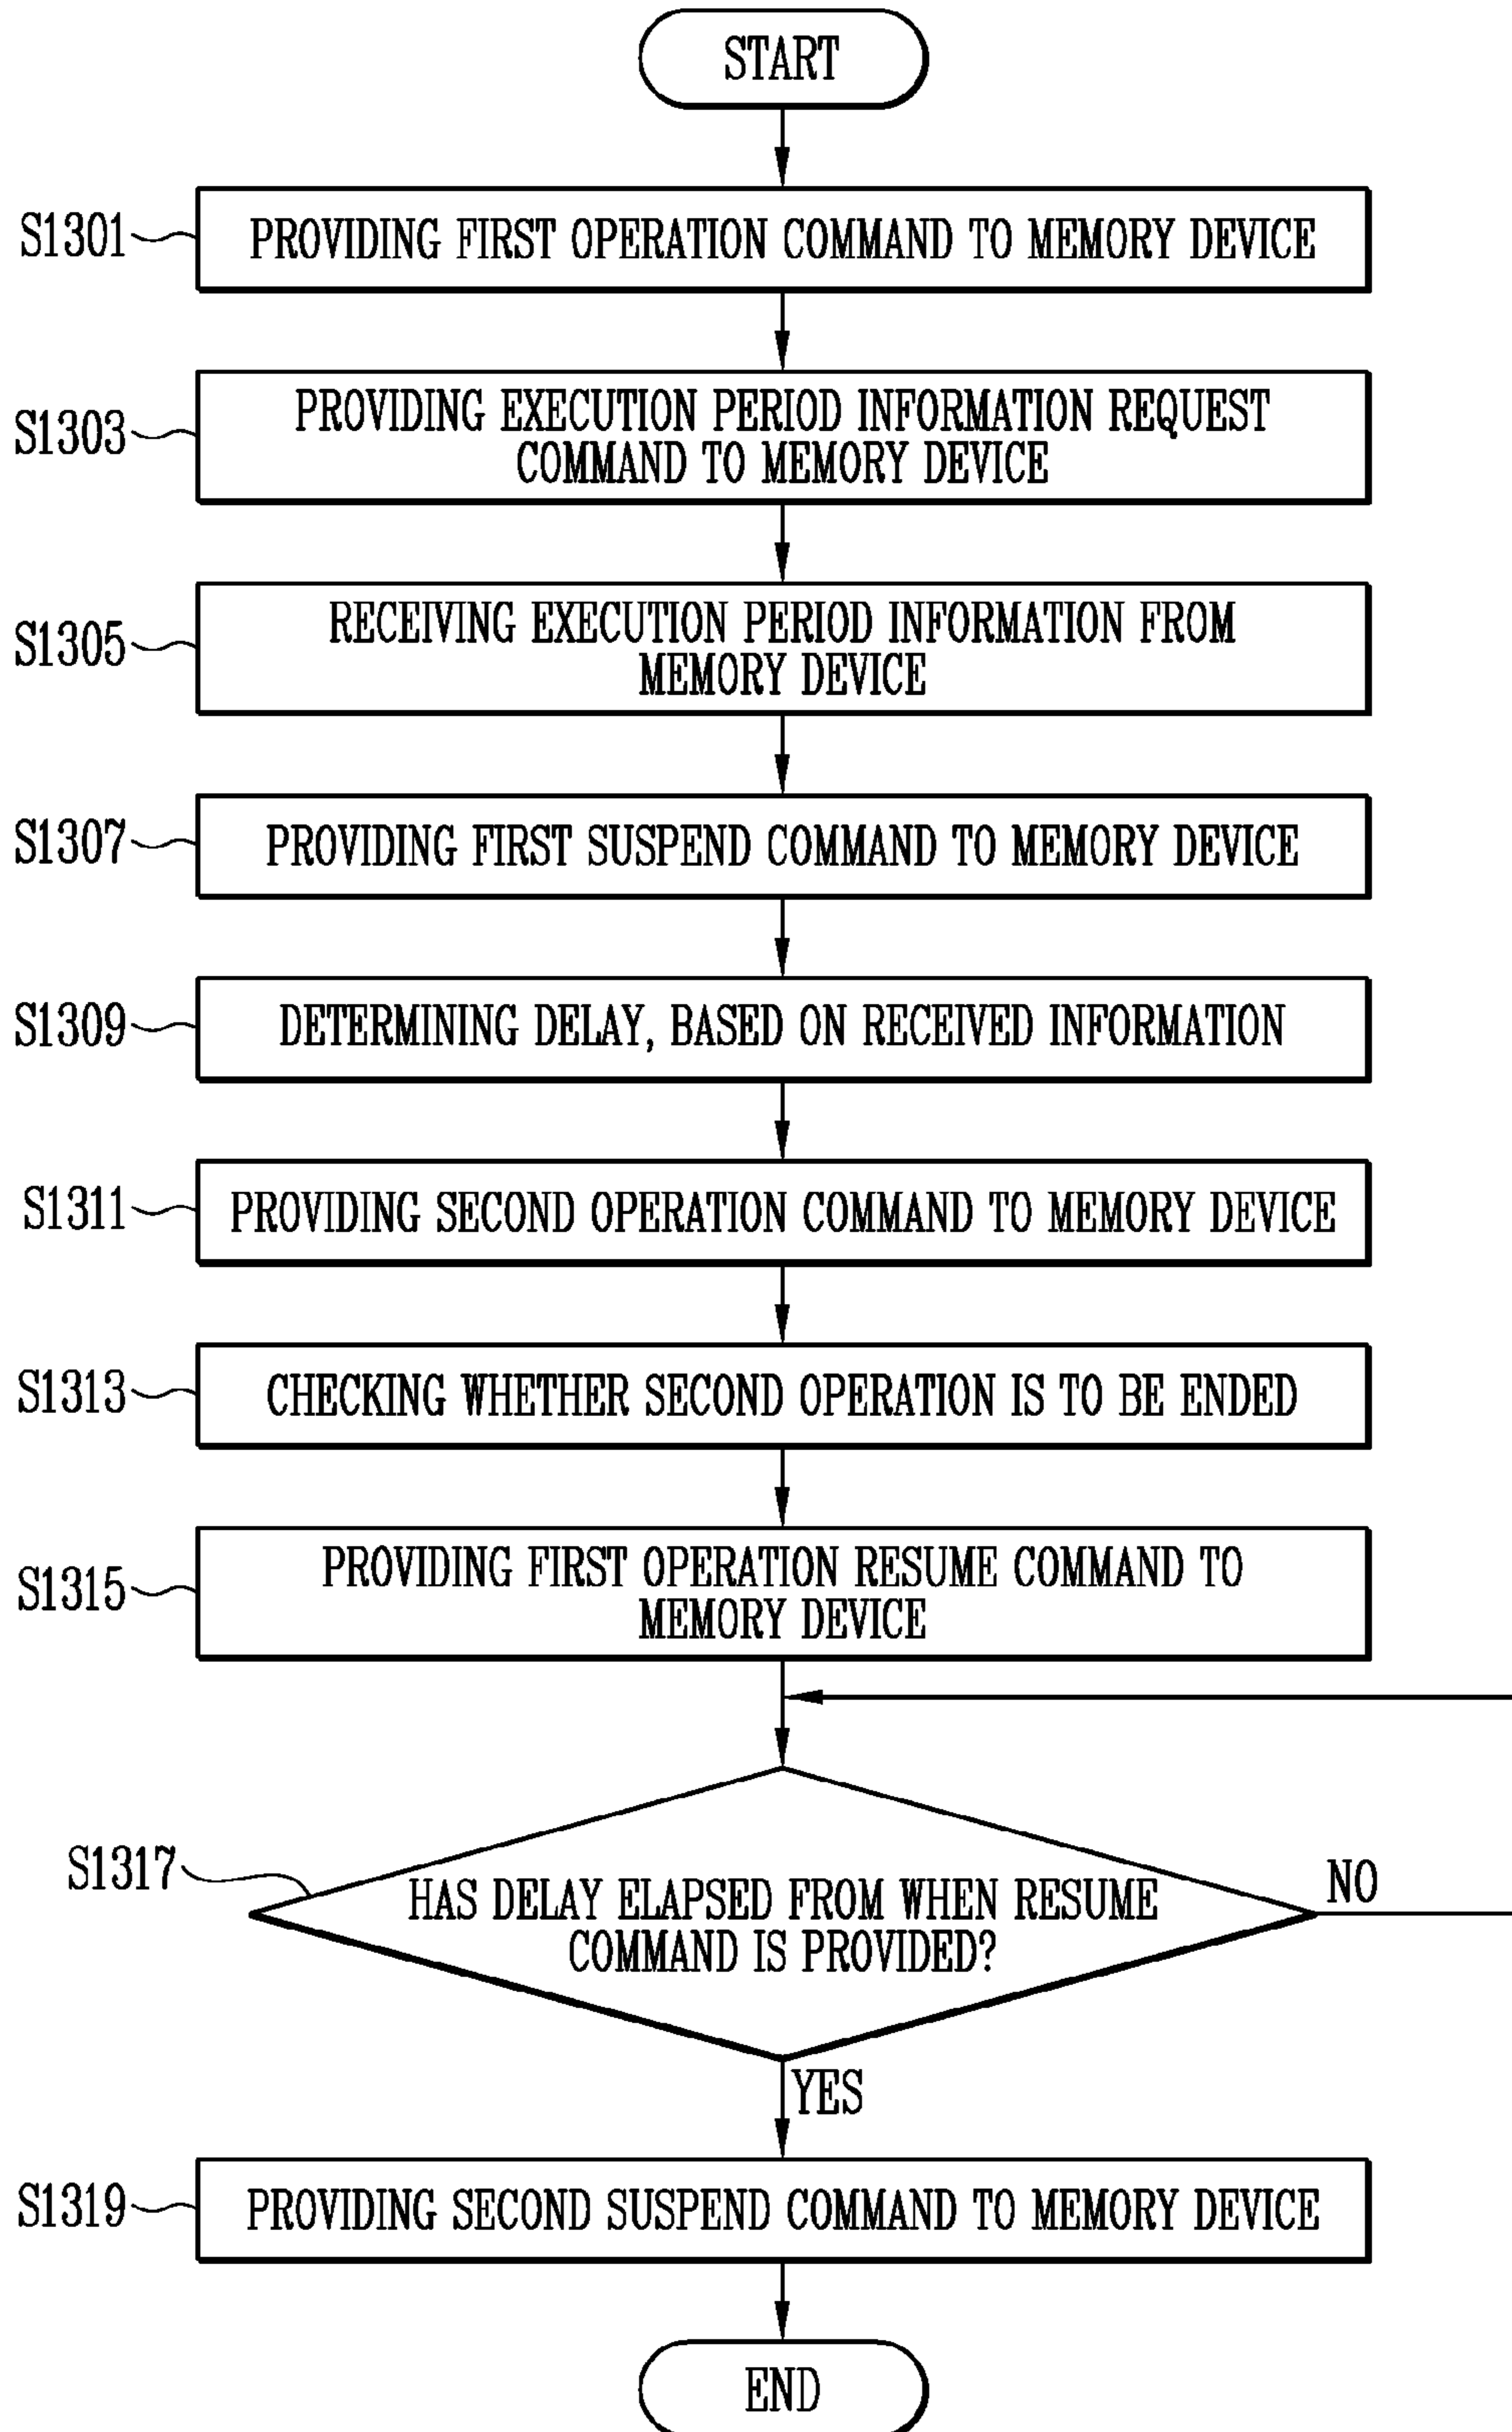 START
S1301
PROVIDING FIRST OPERATION COMMAND TO MEMORY DEVICE
S1303
PROVIDING EXECUTION PERIOD INFORMATION REQUEST
COMMAND TO MEMORY DEVICE
S1305
RECEIVING EXECUTION PERIOD INFORMATION FROM
MEMORY DEVICE
S1307
PROVIDING FIRST SUSPEND COMMAND TO MEMORY DEVICE
S1309
DETERMINING DELAY, BASED ON RECEIVED INFORMATION
S1311
PROVIDING SECOND OPERATION COMMAND TO MEMORY DEVICE
S1313
CHECKING WHETHER SECOND OPERATION IS TO BE ENDED
S1315
PROVIDING FIRST OPERATION RESUME COMMAND TO
MEMORY DEVICE
S1317
HAS DELAY ELAPSED FROM WHEN RESUME
COMMAND IS PROVIDED?
NO
YES
S1319
PROVIDING SECOND SUSPEND COMMAND TO MEMORY DEVICE
END